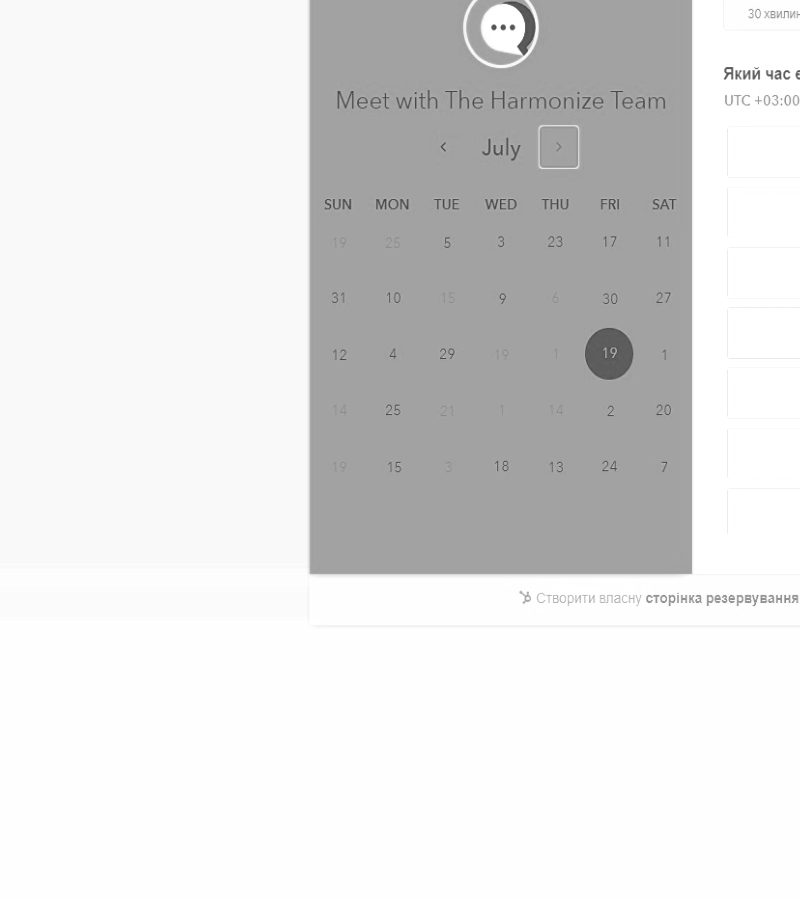 30 хвилин
Meet with The Harmonize Team
July
SUN MON TUE WED THU FRI SAT
19 25 5 3 23 17 11
31 10 15 9 6 30 27
12 4 29 19 1 19 1
14 25 21 1 14 2 20
19 15 3 18 13 24 7
Який час є
UTC +03:00
Створити власну сторінка резервування